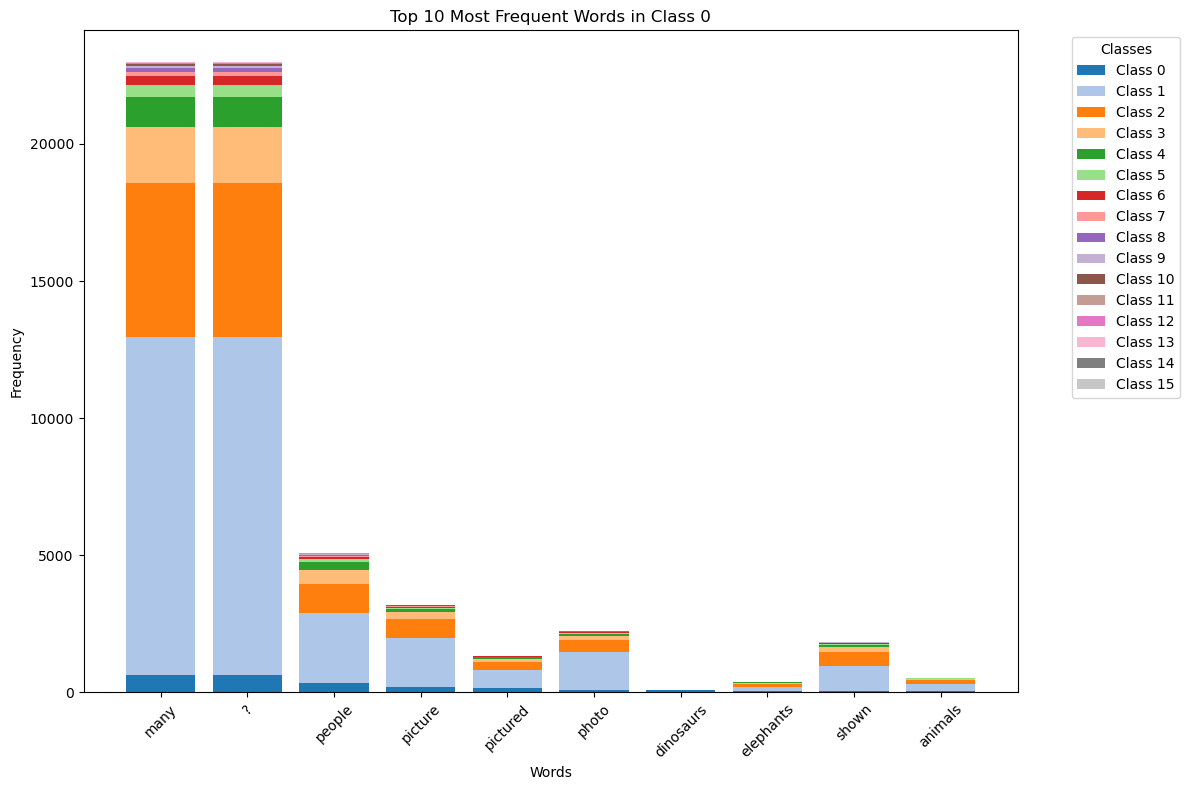 Top 10 Most Frequent Words in Class 0
Frequency
20000
15000
10000
5000
0
many
?
people
picture
pictured
photo
dinosaurs
elephants
shown
animals
Words
Classes
Class 0
Class 1
Class 2
Class 3
Class 4
Class 5
Class 6
Class 7
Class 8
Class 9
Class 10
Class 11
Class 12
Class 13
Class 14
Class 15